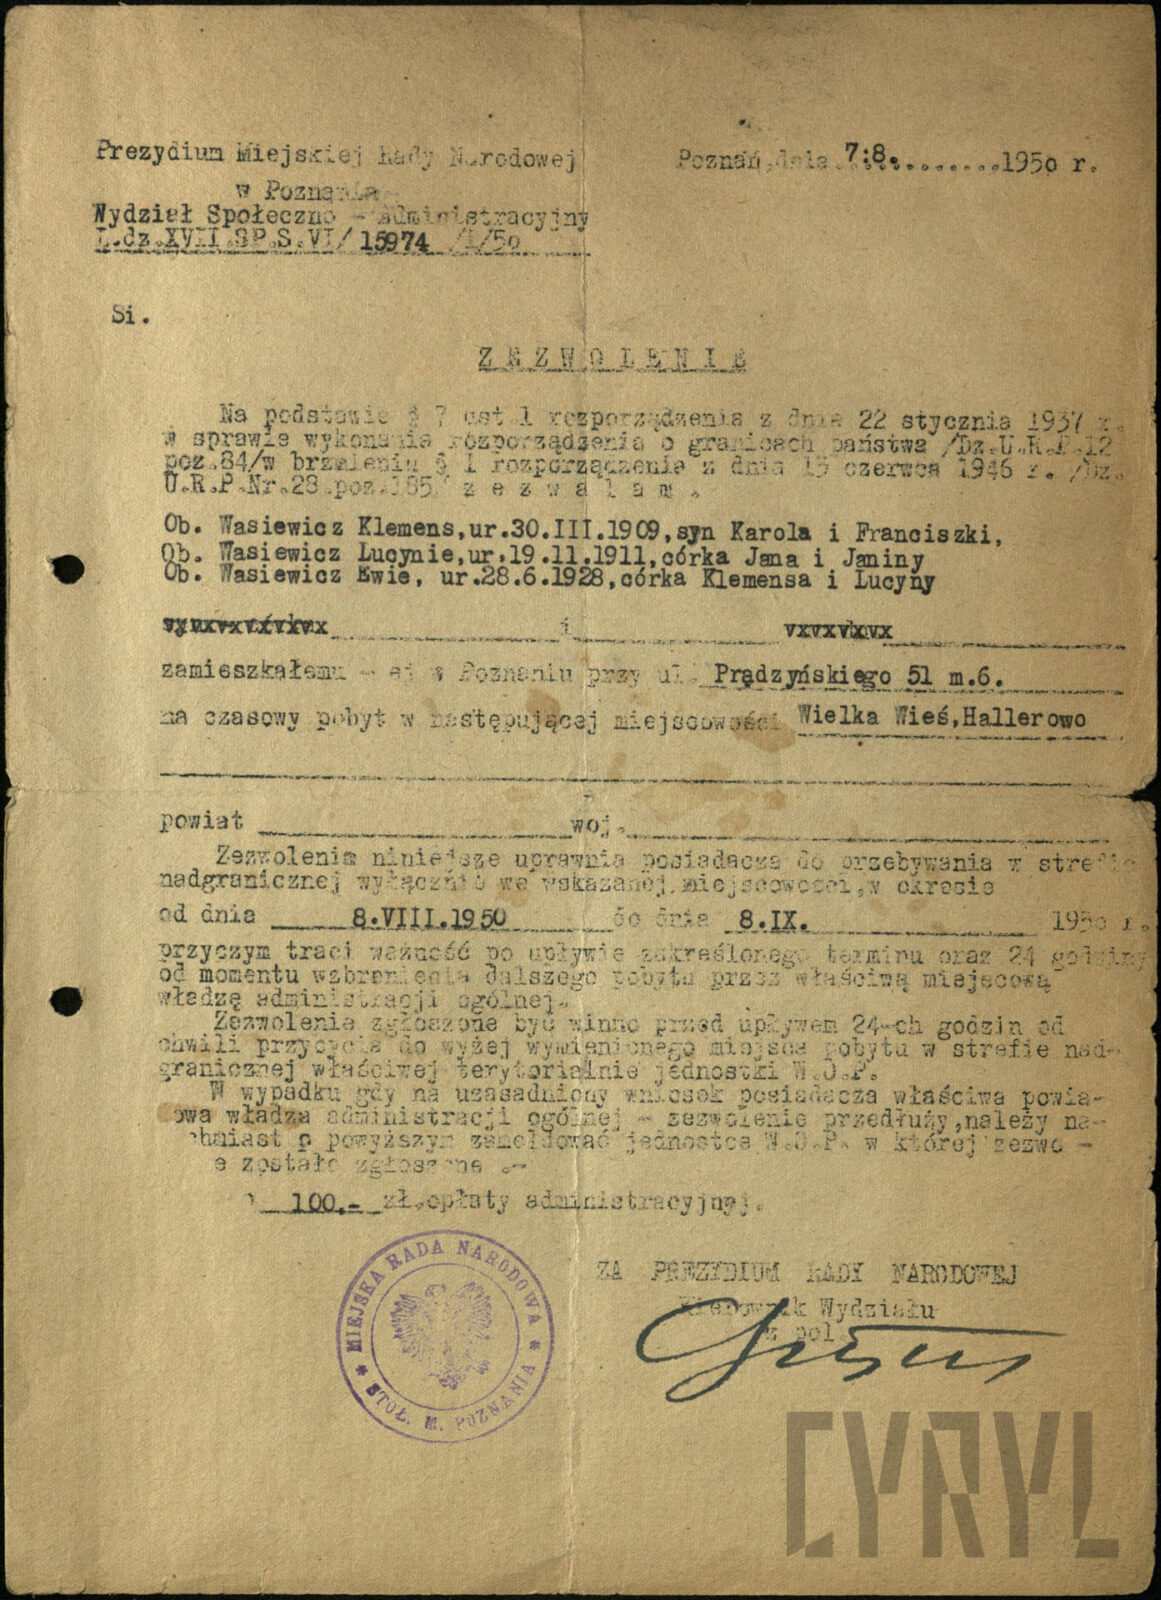 Prezydium Miejskiej Rady Narodowej
w Poznaniu
Wydział Społeczno - administracyjny
L.dz.XVII.SP.S.VI/ 15974 /I/50
Poznań,dnia 7.8. 1950 r.
Si.
ZEZWOLENIE
Na podstawie § 7 ust 1 rozporządzenia z dnia 22 stycznia 1937 r.
w sprawie wykonania rozporządzenia o granicach państwa /Dz.U.R.P.12
poz.84/w brzmieniu § 1 rozporządzenia z dnia 15 czerwca 1946 r. /Dz.
U.R.P.Nr.28 poz.185/ z e z w a l a m .
Ob. Wasiewicz Klemens,ur.30.III.1909,syn Karola i Franciszki,
Ob. Wasiewicz Lucynie,ur,19.11.1911,córka Jana i Janiny
Ob. Wasiewicz Ewie, ur.28.6.1928,córka Klemensa i Lucyny
i
zamieszkałemu - ej w Poznaniu przy ul. Prądzyńskiego 51 m.6.
na czasowy pobyt w następującej miejscowości Wielka Wieś,Hallerowo
powiat woj.
Zezwolenie niniejsze uprawnia posiadacza do przebywania w strefie
nadgranicznej wyłącznie we wskazanej miejscowości,w okresie
od dnia 8.VIII.1950 do dnia 8.IX. 1950 r.
przyczym traci ważność po upływie zakreślonego terminu oraz 24 godziny
od momentu wzbronienia dalszego pobytu przez właściwą miejscową
władzę administracji ogólnej.
Zezwolenie zgłoszone być winno przed upływem 24-ch godzin od
chwili przybycia do wyżej wymienionego miejsca pobytu w strefie nad-
granicznej właściwej terytorialnie jednostki W.O.P.
W wypadku gdy na uzasadniony wniosek posiadacza właściwa powia-
owa władza administracji ogólnej - zezwolenie przedłuży,należy na-
chmiast o powyższym zameldować jednostce W.O.P. w której zezwo -
e zostało zgłoszone .-
100.- zł.opłaty administracyjnej.
ZA PREZYDIUM RADY NARODOWEJ
Kierownik Wydziału
z pol
* MIEJSKA RADA NARODOWA *
STOŁ. M. POZNANIA
CYRYL